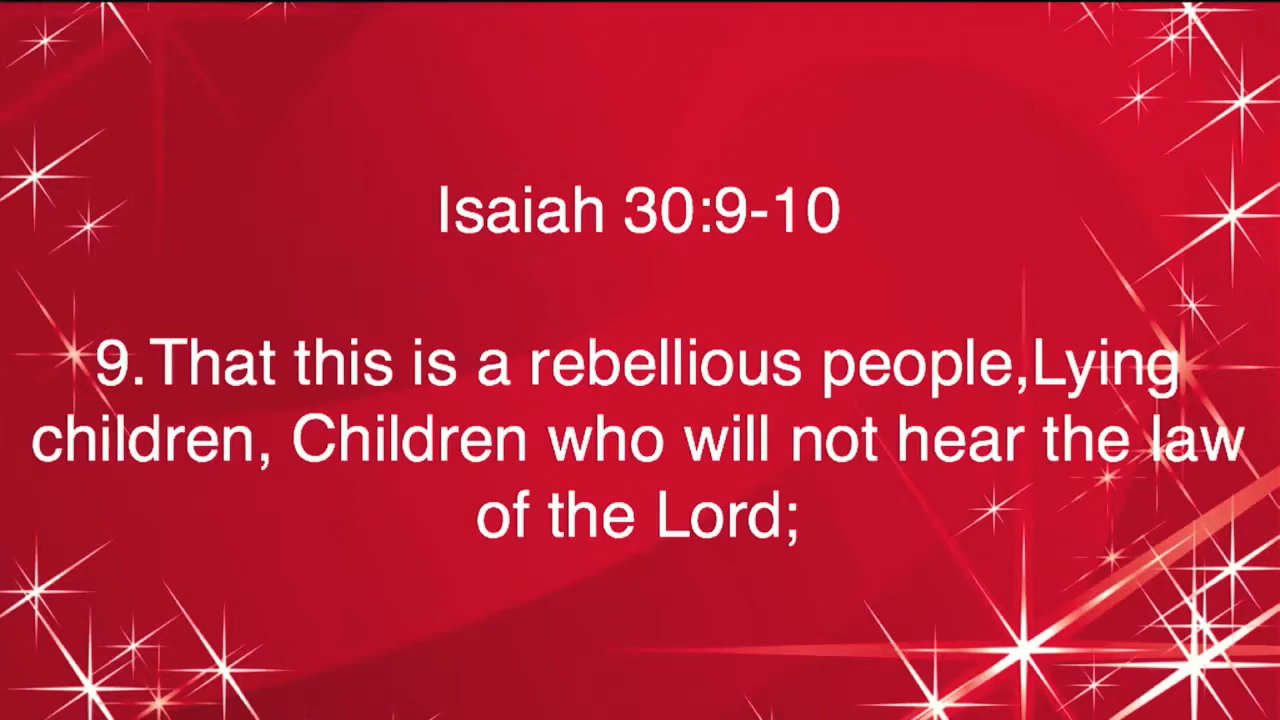 Isaiah 30:9-10
9.That this is a rebellious people,Lying
children, Children who will not hear the law
of the Lord;